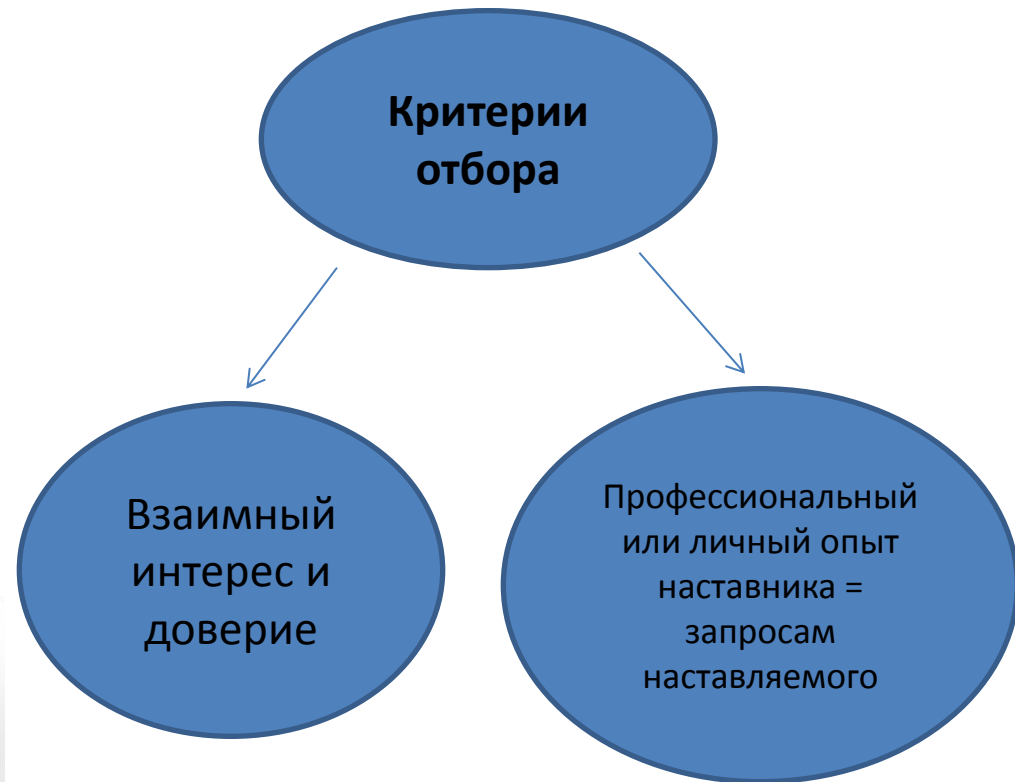 Критерии
отбора
Взаимный
интерес и
доверие
Профессиональный
или личный опыт
наставника =
запросам
наставляемого